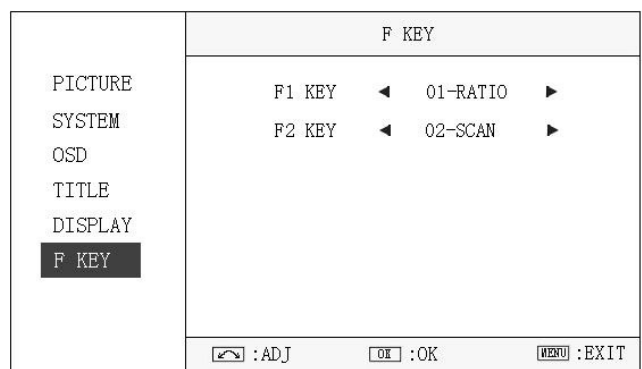 F KEY
PICTURE
SYSTEM
OSD
TITLE
DISPLAY
F KEY
F1 KEY ◀ 01-RATIO ▶
F2 KEY ◀ 02-SCAN ▶
:ADJ OK :OK MENU :EXIT